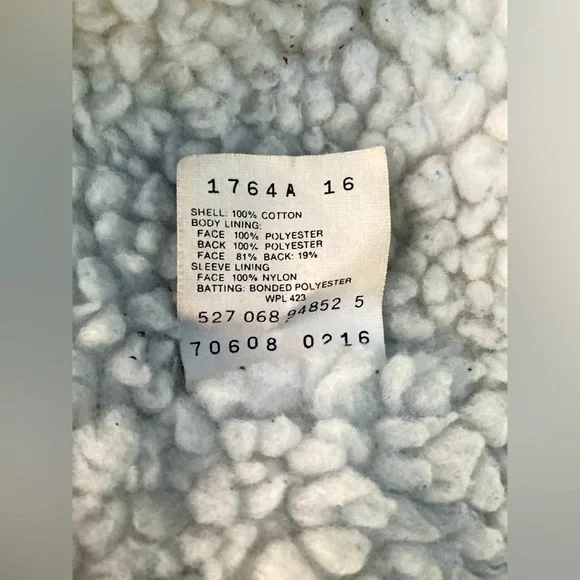 1764A 16
SHELL: 100% COTTON
BODY LINING:
FACE 100% POLYESTER
BACK 100% POLYESTER
FACE 81% BACK: 19%
SLEEVE LINING
FACE 100% NYLON
BATTING: BONDED POLYESTER
WPL 423
527 068 94852 5
70608 0216